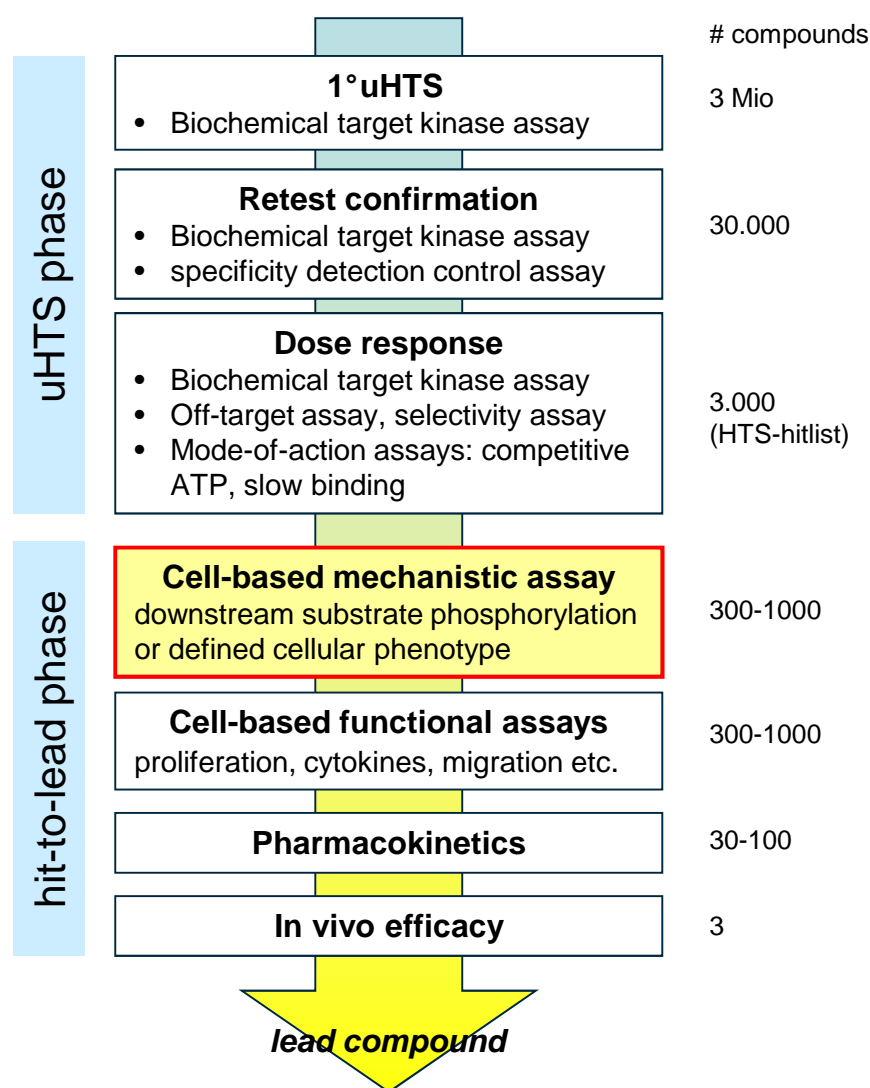 # compounds
uHTS phase
1°uHTS
• Biochemical target kinase assay
3 Mio
Retest confirmation
• Biochemical target kinase assay
• specificity detection control assay
30.000
Dose response
• Biochemical target kinase assay
• Off-target assay, selectivity assay
• Mode-of-action assays: competitive
ATP, slow binding
3.000
(HTS-hitlist)
hit-to-lead phase
Cell-based mechanistic assay
downstream substrate phosphorylation
or defined cellular phenotype
300-1000
Cell-based functional assays
proliferation, cytokines, migration etc.
300-1000
Pharmacokinetics
30-100
In vivo efficacy
3
lead compound